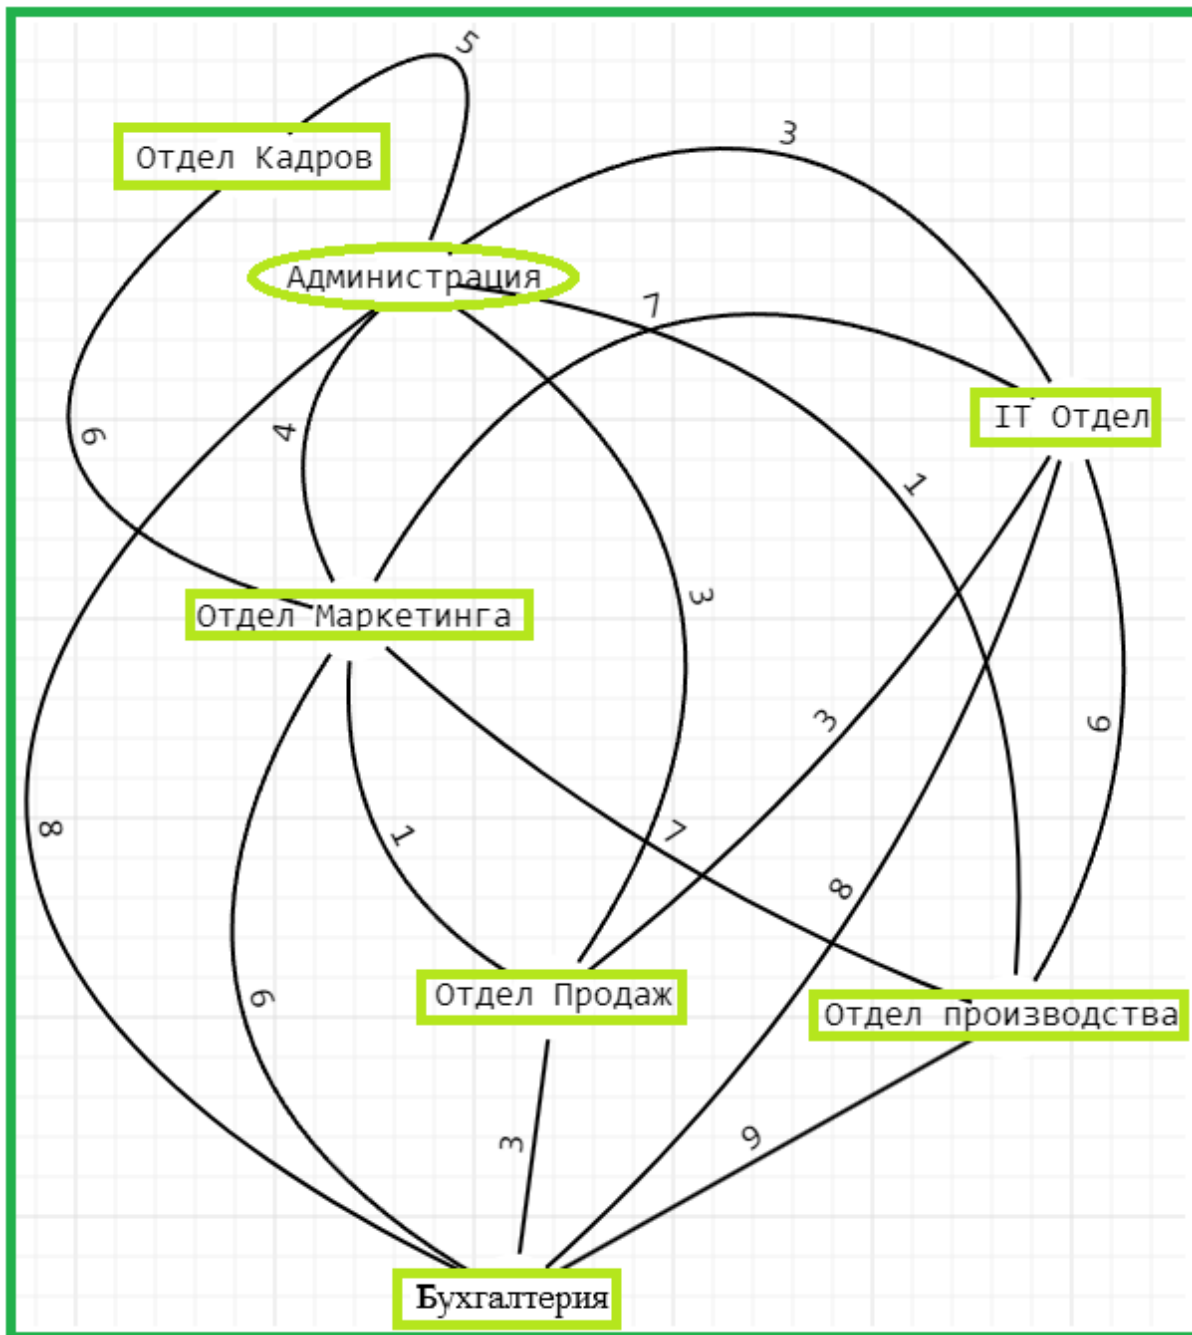 5
3
Отдел Кадров
Администрация
7
IT Отдел
4
6
1
3
Отдел Маркетинга
3
9
7
8
1
8
Отдел Продаж
6
Отдел производства
9
3
Бухгалтерия